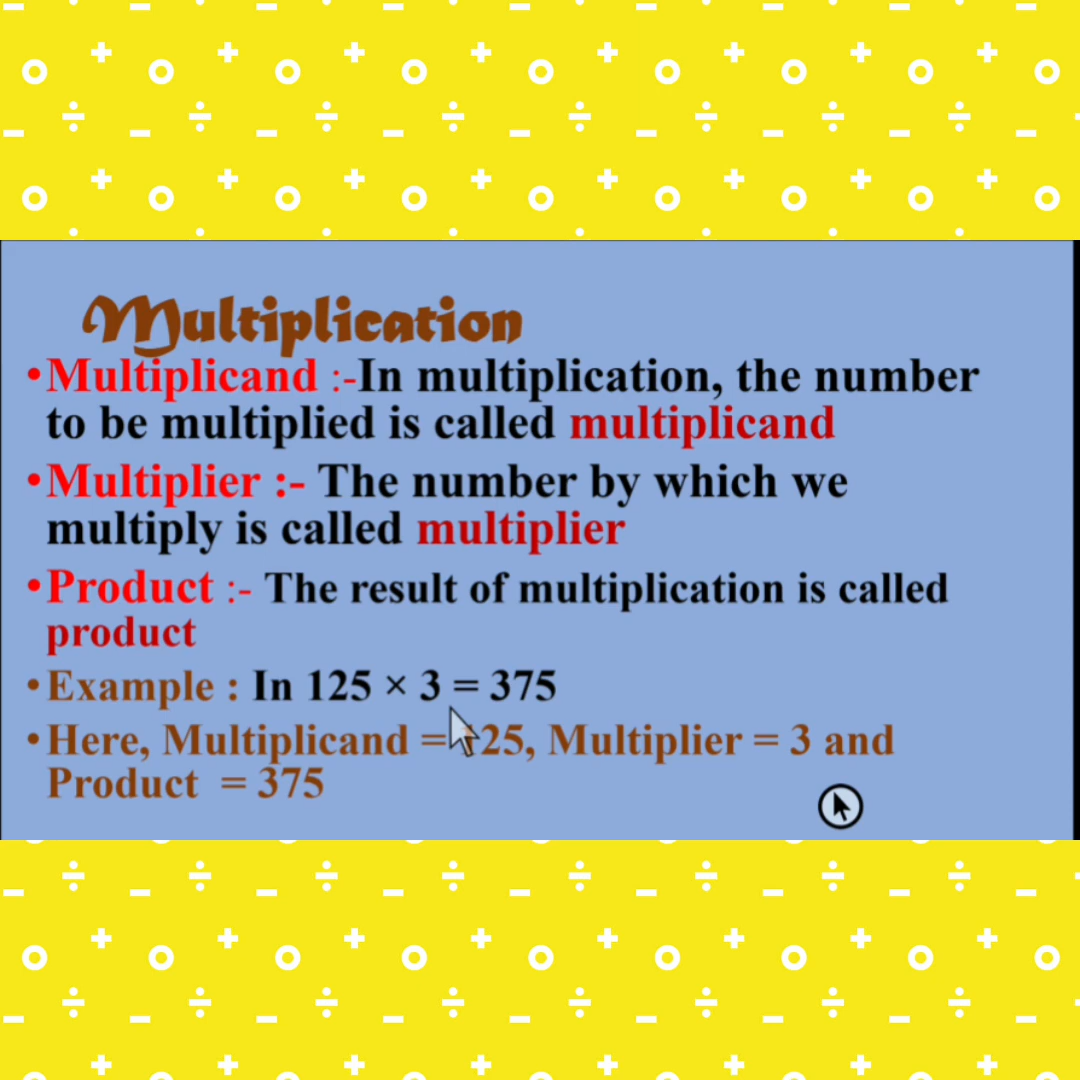 Multiplication
•Multiplicand :-In multiplication, the number
to be multiplied is called multiplicand
•Multiplier :- The number by which we
multiply is called multiplier
•Product :- The result of multiplication is called
product
•Example : In 125 × 3 = 375
•Here, Multiplicand = 125, Multiplier = 3 and
Product = 375